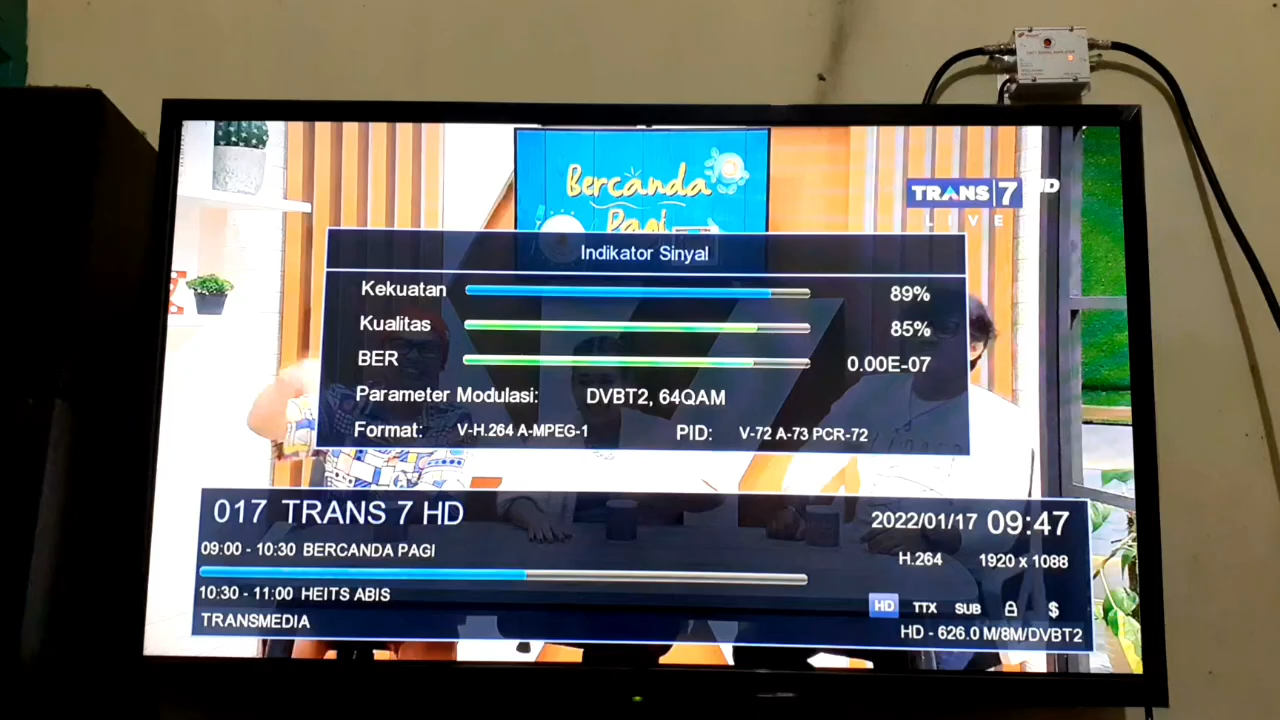 Bercanda
Pagi
TRANS|7 HD
LIVE
Indikator Sinyal
Kekuatan 89%
Kualitas 85%
BER 0.00E-07
Parameter Modulasi: DVBT2, 64QAM
Format: V-H.264 A-MPEG-1 PID: V-72 A-73 PCR-72
017 TRANS 7 HD 2022/01/17 09:47
09:00 - 10:30 BERCANDA PAGI
H.264 1920 x 1088
10:30 - 11:00 HEITS ABIS
HD TTX SUB $
TRANSMEDIA
HD - 626.0 M/8M/DVBT2